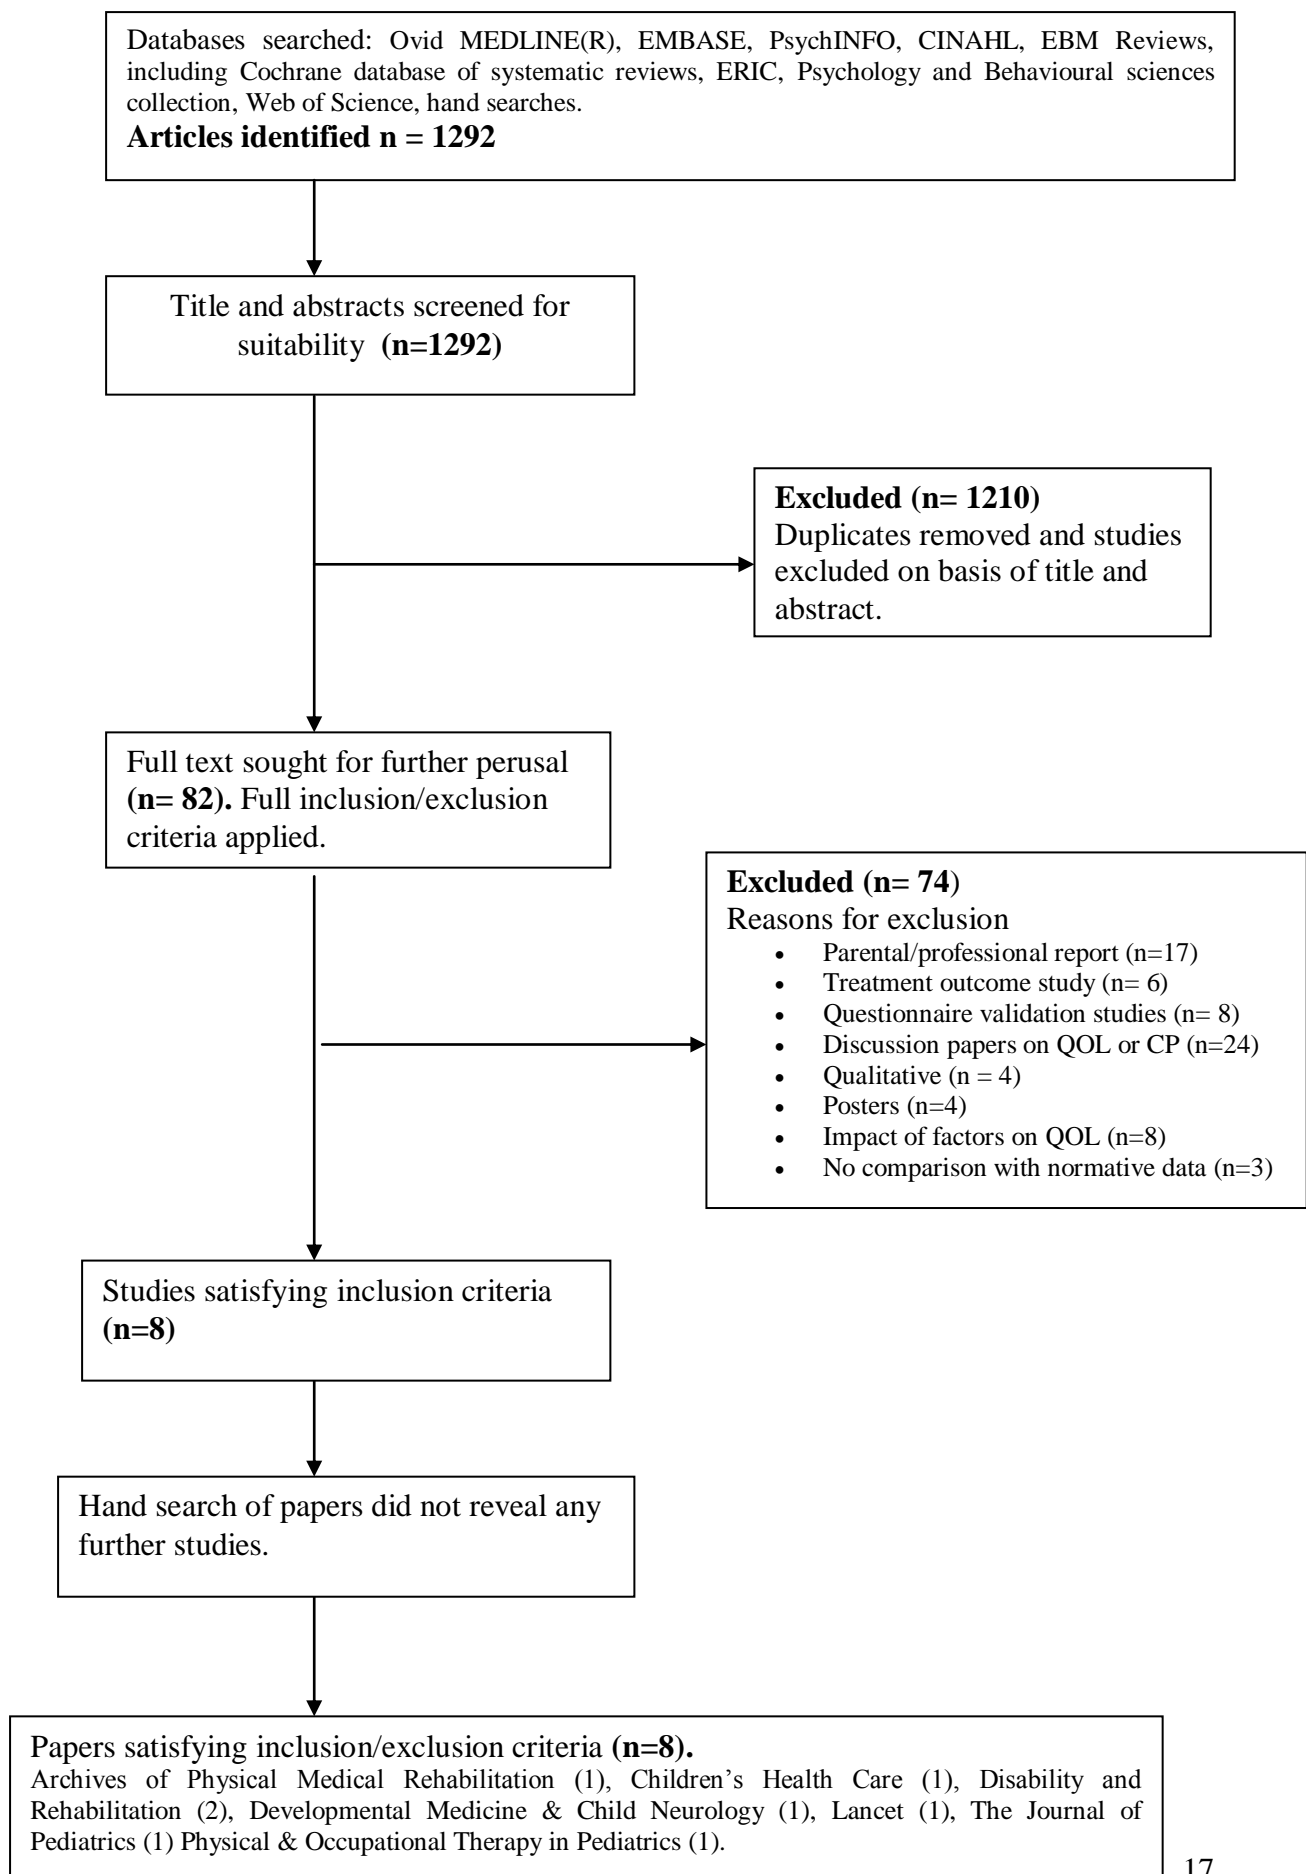 Databases searched: Ovid MEDLINE(R), EMBASE, PsychINFO, CINAHL, EBM Reviews,
including Cochrane database of systematic reviews, ERIC, Psychology and Behavioural sciences
collection, Web of Science, hand searches.
Articles identified n = 1292
Title and abstracts screened for
suitability (n=1292)
Excluded (n= 1210)
Duplicates removed and studies
excluded on basis of title and
abstract.
Full text sought for further perusal
(n= 82). Full inclusion/exclusion
criteria applied.
Excluded (n= 74)
Reasons for exclusion
• Parental/professional report (n=17)
• Treatment outcome study (n= 6)
• Questionnaire validation studies (n= 8)
• Discussion papers on QOL or CP (n=24)
• Qualitative (n = 4)
• Posters (n=4)
• Impact of factors on QOL (n=8)
• No comparison with normative data (n=3)
Studies satisfying inclusion criteria
(n=8)
Hand search of papers did not reveal any
further studies.
Papers satisfying inclusion/exclusion criteria (n=8).
Archives of Physical Medical Rehabilitation (1), Children’s Health Care (1), Disability and
Rehabilitation (2), Developmental Medicine & Child Neurology (1), Lancet (1), The Journal of
Pediatrics (1) Physical & Occupational Therapy in Pediatrics (1).
17